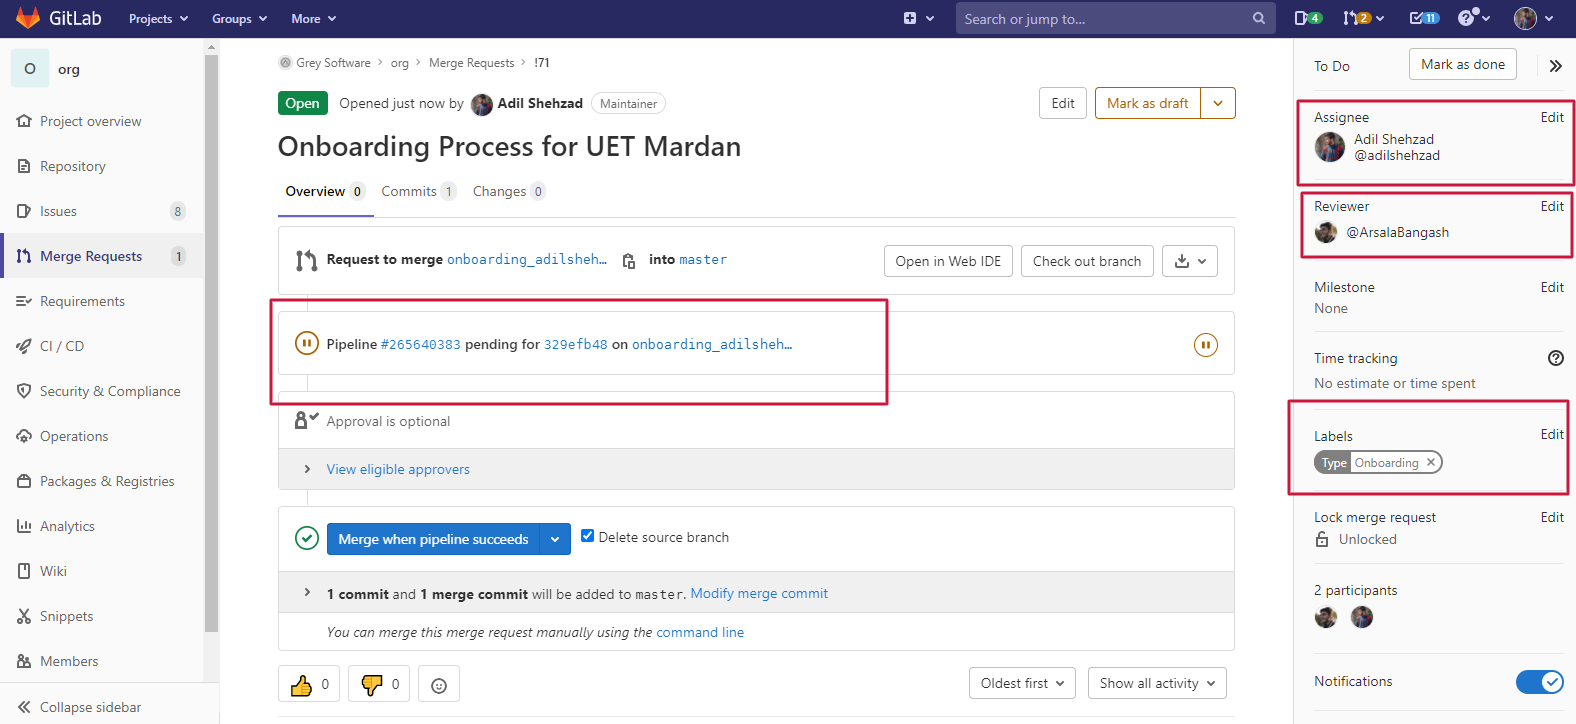 GitLab Projects Groups More Search or jump to... 4 2 11
O org
Project overview
Repository
Issues 8
Merge Requests 1
Requirements
CI / CD
Security & Compliance
Operations
Packages & Registries
Analytics
Wiki
Snippets
Members
Collapse sidebar
Grey Software > org > Merge Requests > !71
Open Opened just now by Adil Shehzad Maintainer Edit Mark as draft
Onboarding Process for UET Mardan
Overview 0 Commits 1 Changes 0
Request to merge onboarding_adilsheh… into master Open in Web IDE Check out branch
Pipeline #265640383 pending for 329efb48 on onboarding_adilsheh…
Approval is optional
View eligible approvers
Merge when pipeline succeeds Delete source branch
1 commit and 1 merge commit will be added to master. Modify merge commit
You can merge this merge request manually using the command line
0 0 Oldest first Show all activity
To Do Mark as done
Assignee Edit
Adil Shehzad
@adilshehzad
Reviewer Edit
@ArsalaBangash
Milestone Edit
None
Time tracking
No estimate or time spent
Labels Edit
Type Onboarding
Lock merge request Edit
Unlocked
2 participants
Notifications